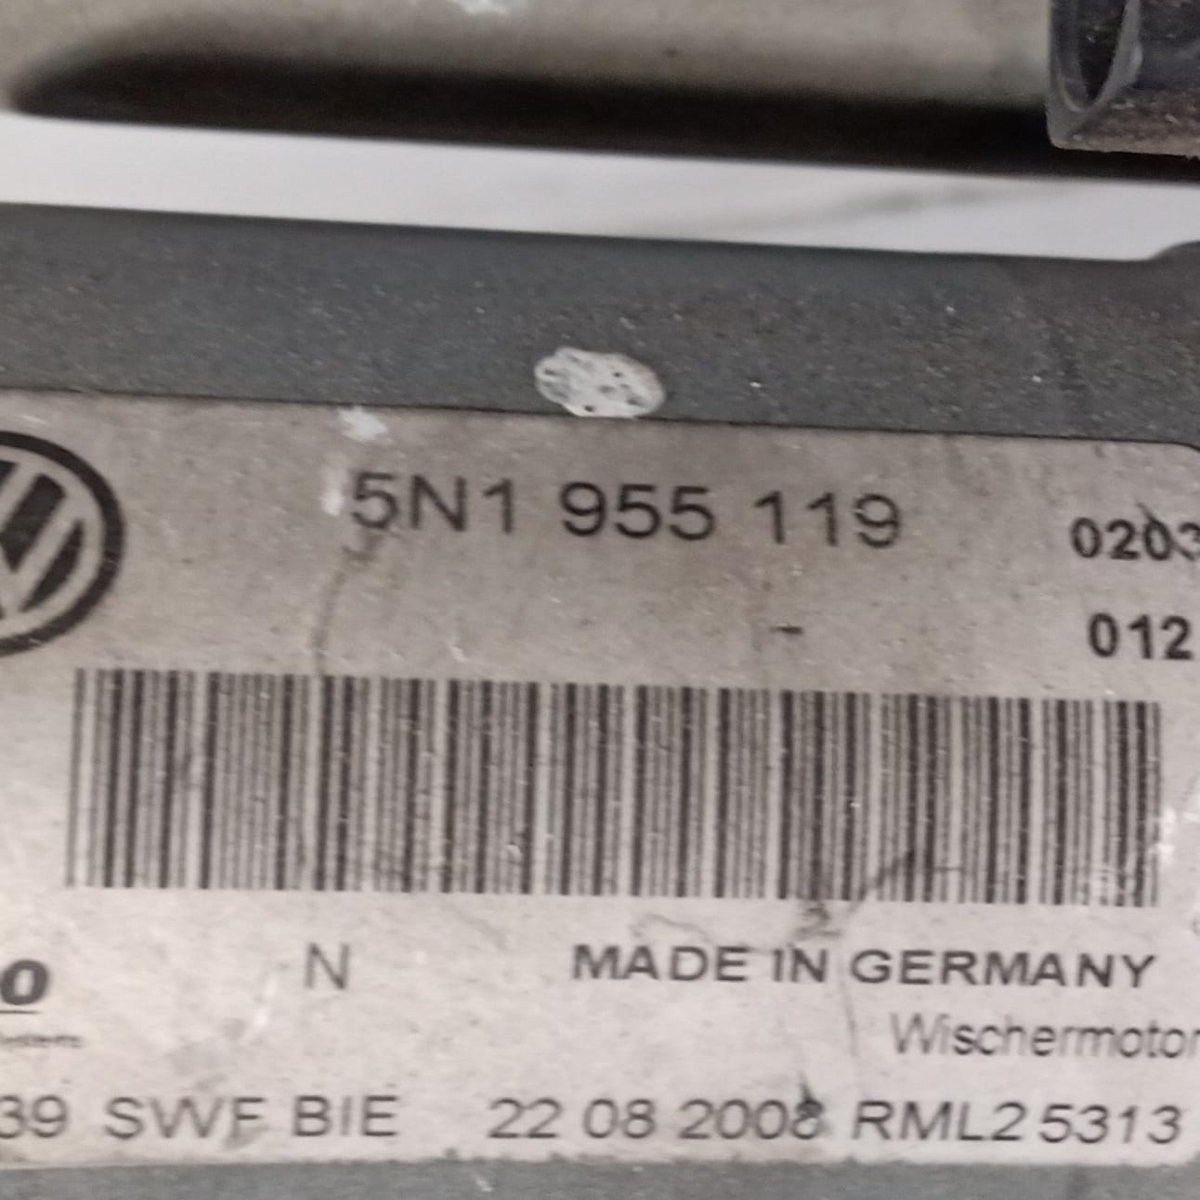 5N1 955 119 0203
012
N MADE IN GERMANY
Wischermotor
39 SWF BIE 22 08 2008 RML2 5313